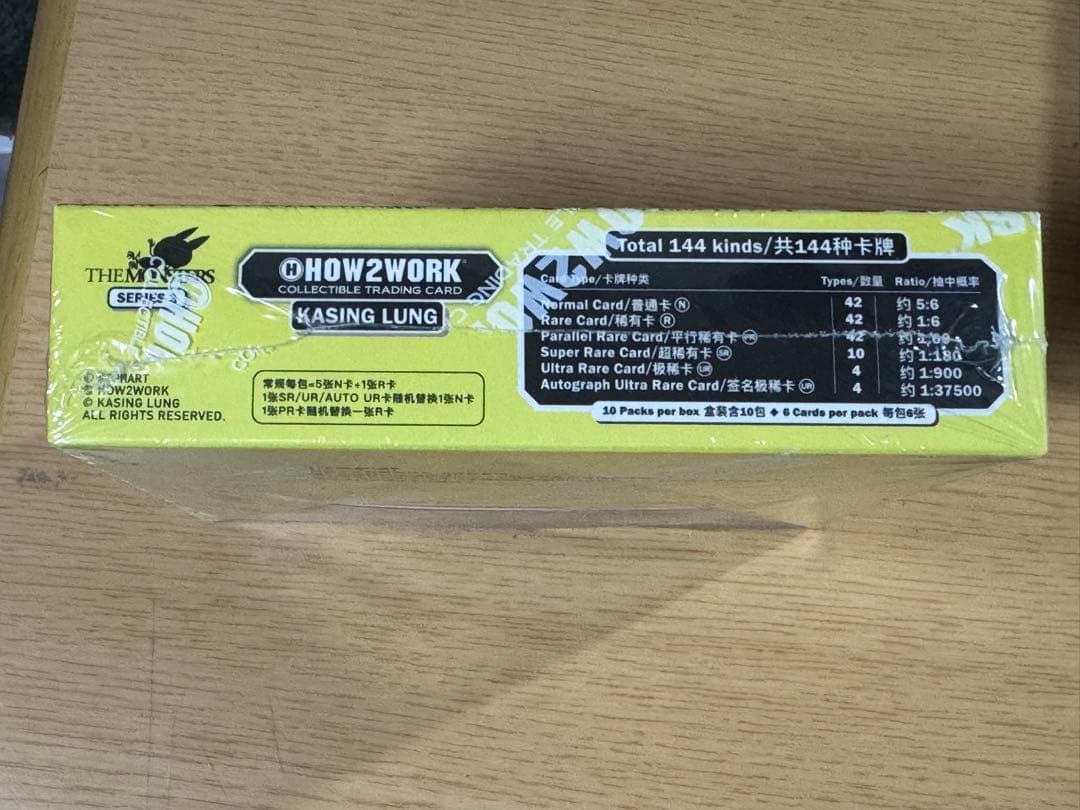 THE MONSTERS
SERIES
HOW2WORK
COLLECTIBLE TRADING CARD
KASING LUNG
MART
© HOW2WORK
© KASING LUNG
ALL RIGHTS RESERVED.
常规每包=5张N卡+1张R卡
1张SR/UR/AUTO UR卡随机替换1张N卡
1张PR卡随机替换一张R卡
Total 144 kinds/共144种卡牌
Card Type/卡牌种类 Types/数量 Ratio/抽中概率
Normal Card/普通卡 N 42 约 5:6
Rare Card/稀有卡 R 42 约 1:6
Parallel Rare Card/平行稀有卡 PR 42 约
Super Rare Card/超稀有卡 SR 10 约 1:180
Ultra Rare Card/极稀卡 UR 4 约 1:900
Autograph Ultra Rare Card/签名极稀卡 UR 4 约 1:37500
10 Packs per box 盒装含10包 ◆ 6 Cards per pack 每包6张